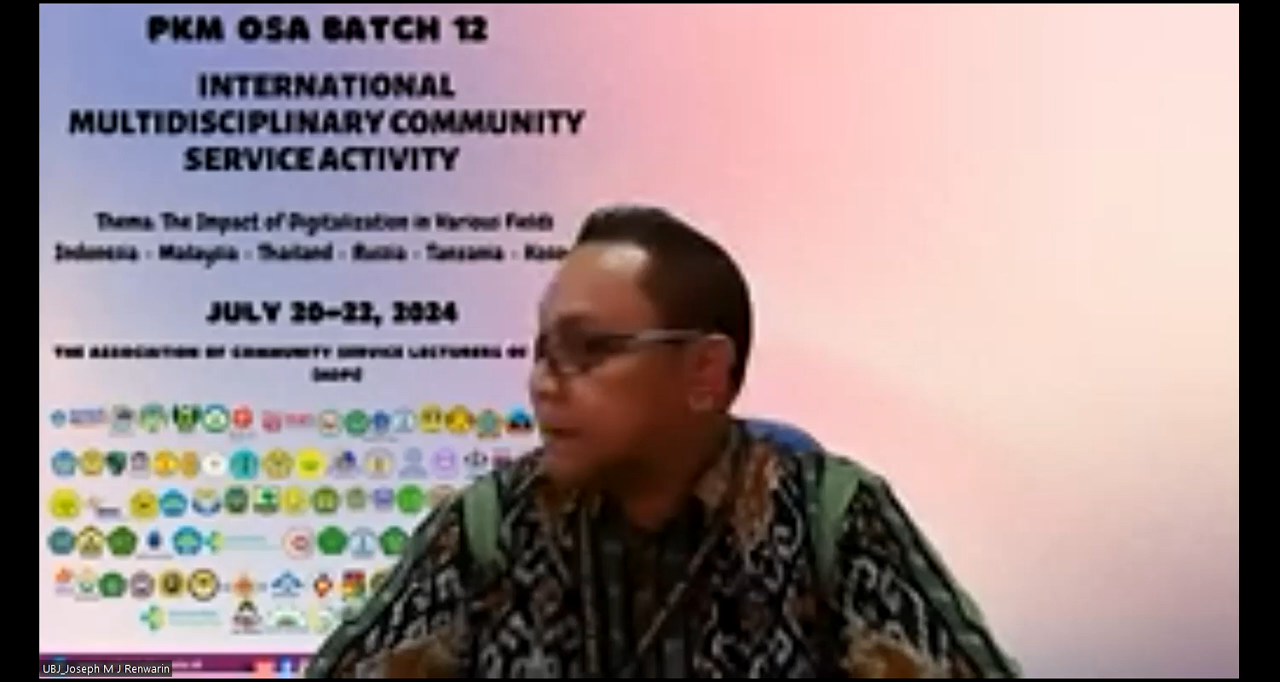 PKM OSA BATCH 12
INTERNATIONAL
MULTIDISCIPLINARY COMMUNITY
SERVICE ACTIVITY
Thema. The Impact of Digitalization in Various Fields
Indonesia - Malaysia - Thailand - Russia - Tanzania -
JULY 20-22, 2024
THE ASSOCIATION OF COMMUNITY SERVICE LECTURERS OF
UBJ_Joseph M J Renwarin